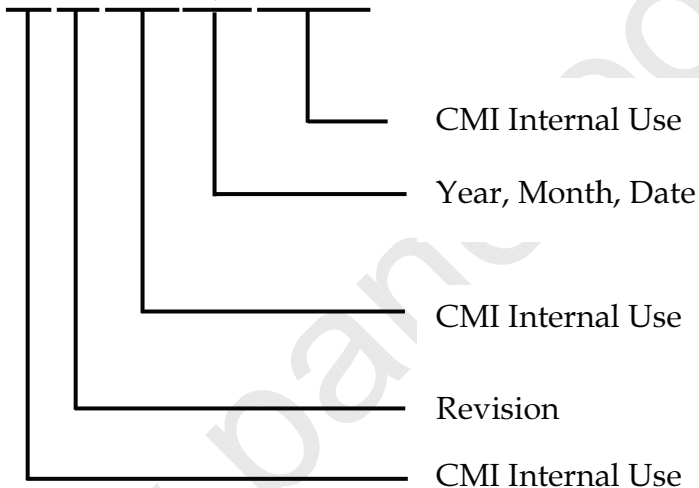 CMI Internal Use
Year, Month, Date
CMI Internal Use
Revision
CMI Internal Use